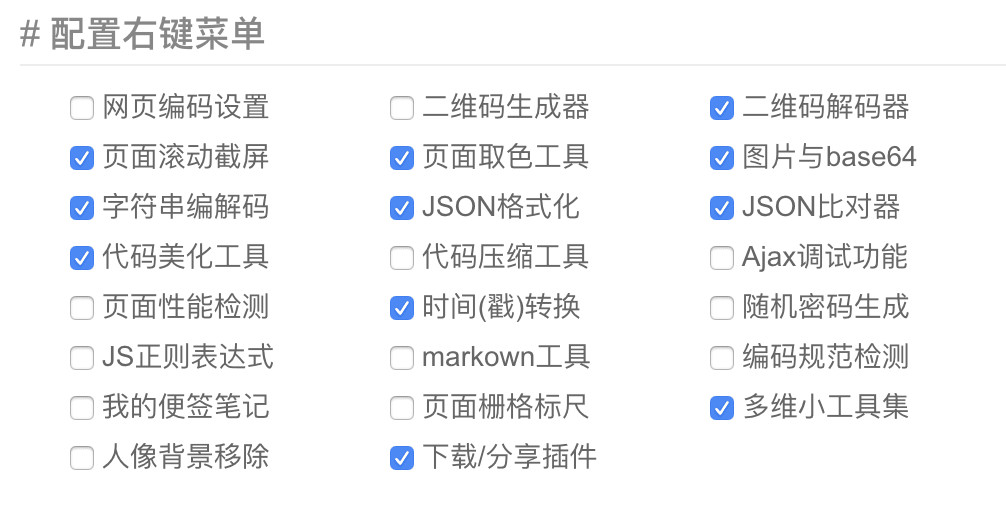 # 配置右键菜单
网页编码设置 二维码生成器 二维码解码器
页面滚动截屏 页面取色工具 图片与base64
字符串编解码 JSON格式化 JSON比对器
代码美化工具 代码压缩工具 Ajax调试功能
页面性能检测 时间(戳)转换 随机密码生成
JS正则表达式 markown工具 编码规范检测
我的便签笔记 页面栅格标尺 多维小工具集
人像背景移除 下载/分享插件